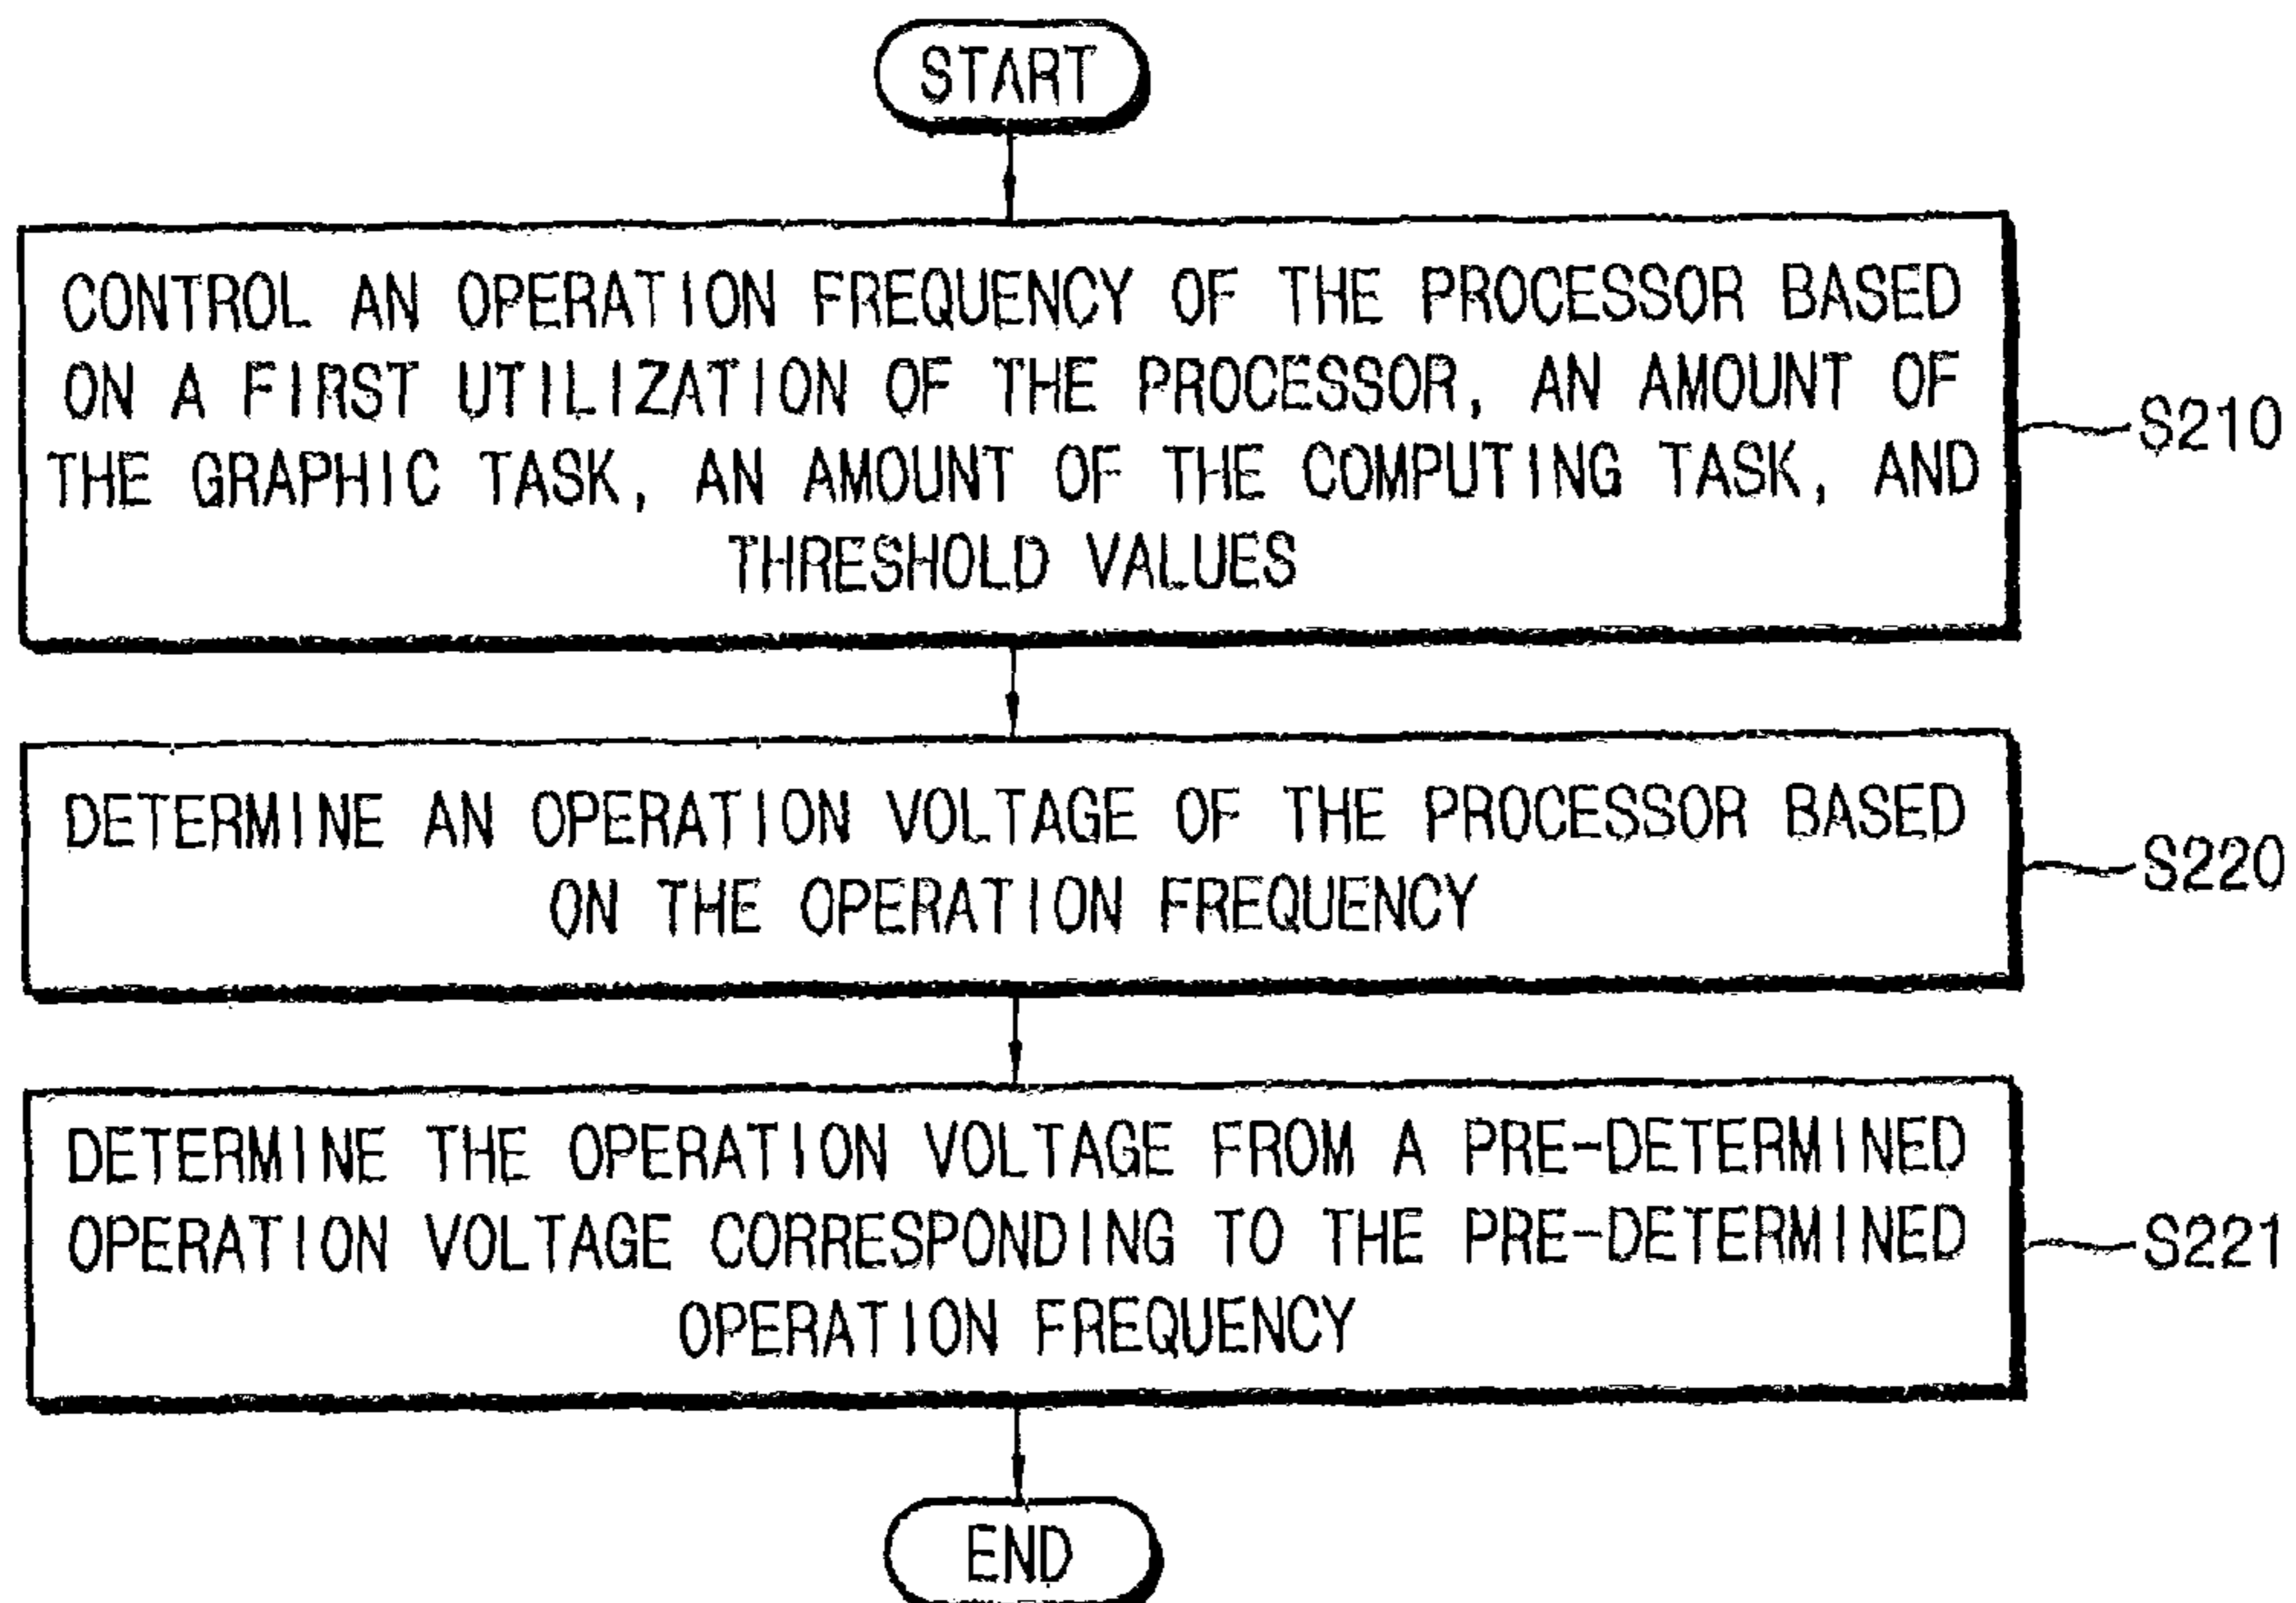 START
CONTROL AN OPERATION FREQUENCY OF THE PROCESSOR BASED
ON A FIRST UTILIZATION OF THE PROCESSOR, AN AMOUNT OF
THE GRAPHIC TASK, AN AMOUNT OF THE COMPUTING TASK, AND
THRESHOLD VALUES
S210
DETERMINE AN OPERATION VOLTAGE OF THE PROCESSOR BASED
ON THE OPERATION FREQUENCY
S220
DETERMINE THE OPERATION VOLTAGE FROM A PRE-DETERMINED
OPERATION VOLTAGE CORRESPONDING TO THE PRE-DETERMINED
OPERATION FREQUENCY
S221
END